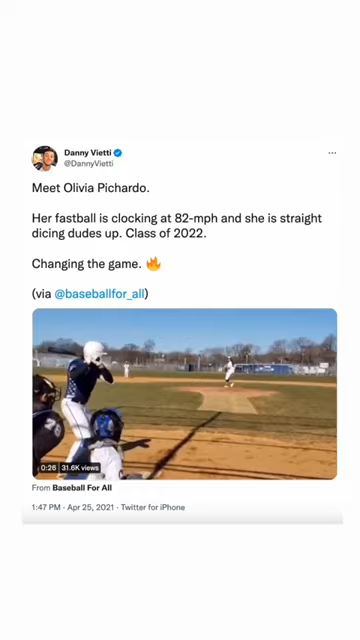 Danny Vietti
@DannyVietti
Meet Olivia Pichardo.
Her fastball is clocking at 82-mph and she is straight
dicing dudes up. Class of 2022.
Changing the game. 🔥
(via @baseballfor_all)
0:26 31.6K views
From Baseball For All
1:47 PM · Apr 25, 2021 · Twitter for iPhone